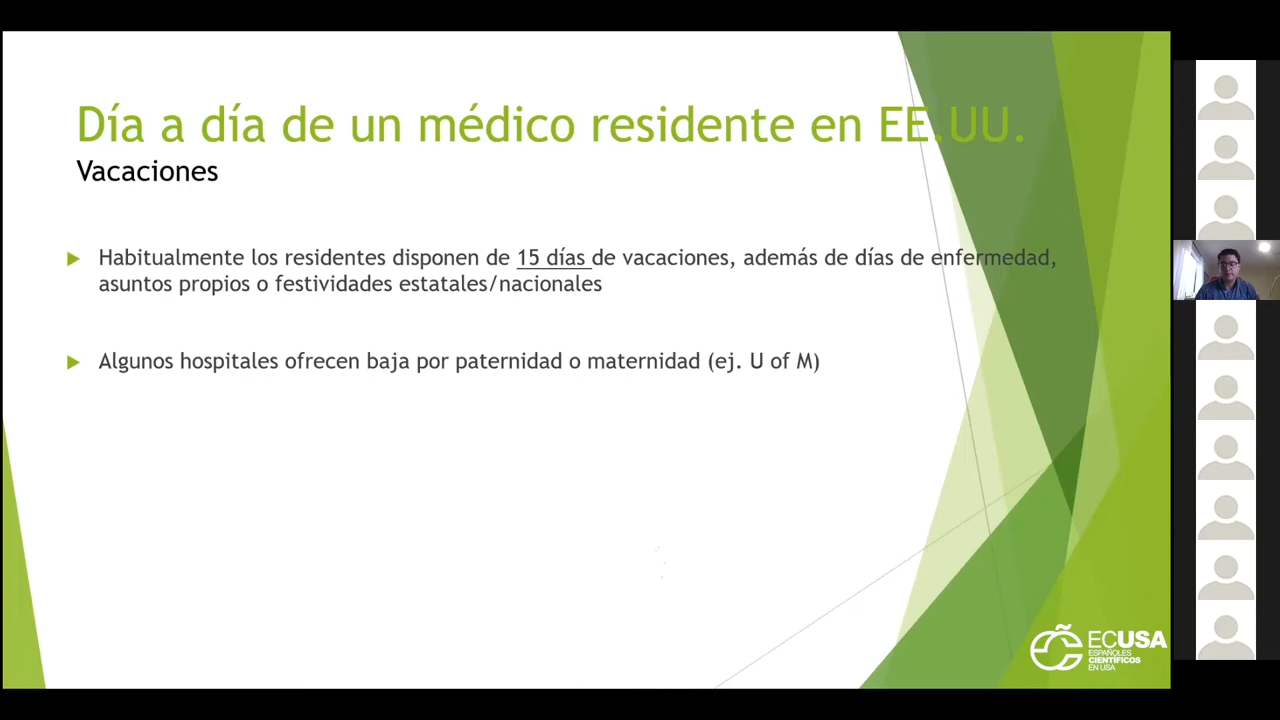 Día a día de un médico residente en EE.UU.
Vacaciones
Habitualmente los residentes disponen de 15 días de vacaciones, además de días de enfermedad,
asuntos propios o festividades estatales/nacionales
Algunos hospitales ofrecen baja por paternidad o maternidad (ej. U of M)
ECUSA
ESPAÑOLES
CIENTÍFICOS
EN USA